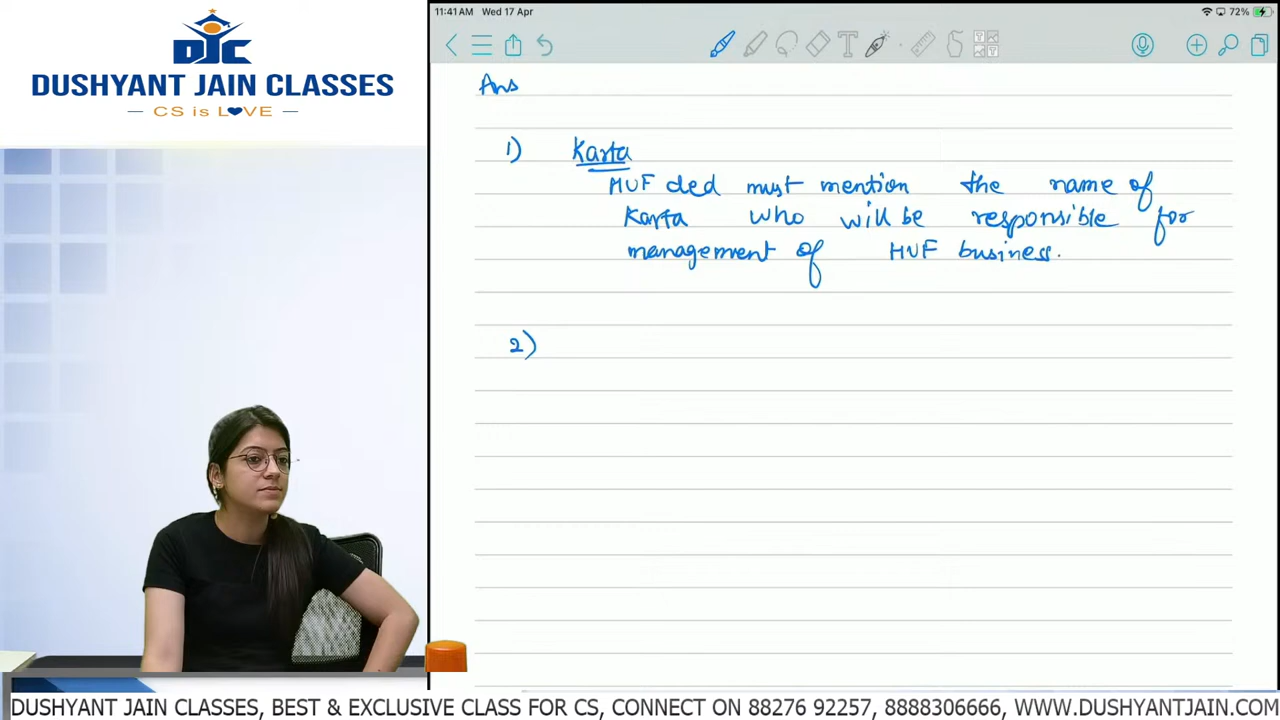 DJC
DUSHYANT JAIN CLASSES
— CS is LOVE —
11:41 AM Wed 17 Apr
72%
Ans
1) Karta
HUF ded must mention the name of
Karta who will be responsible for
management of HUF business.
2)
DUSHYANT JAIN CLASSES, BEST & EXCLUSIVE CLASS FOR CS, CONNECT ON 88276 92257, 8888306666, WWW.DUSHYANTJAIN.COM